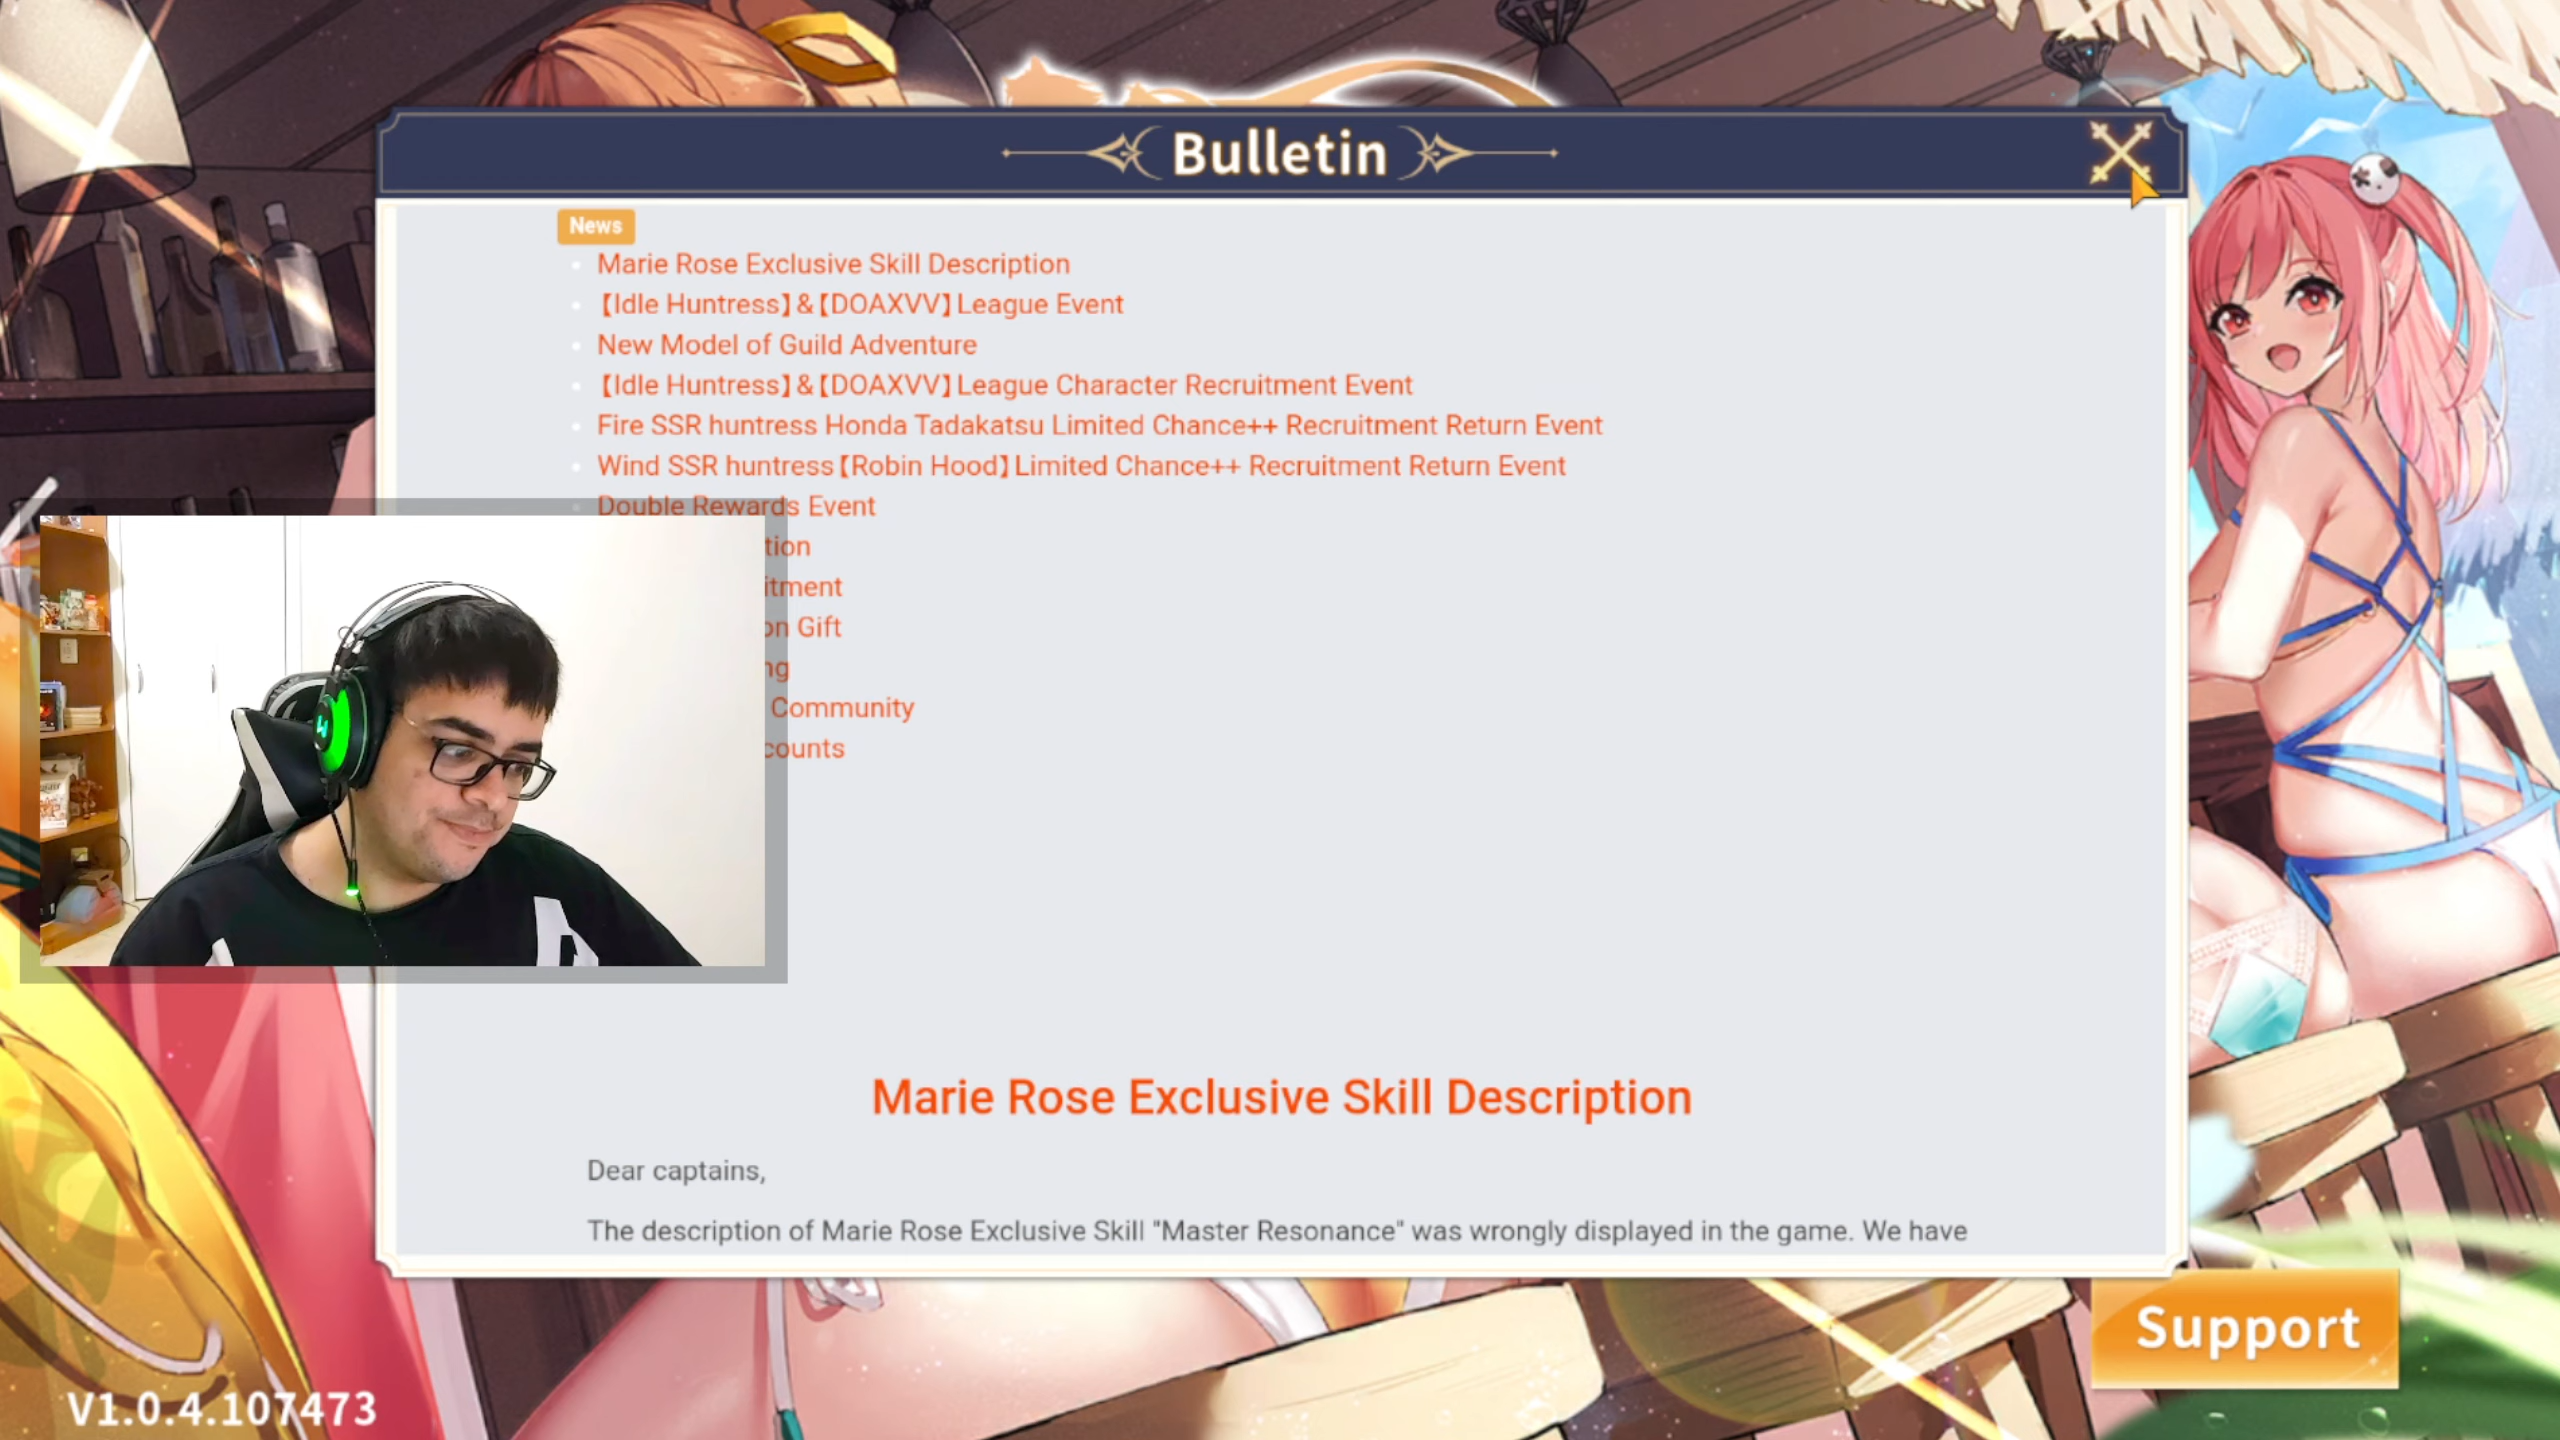 Bulletin
News
Marie Rose Exclusive Skill Description
【Idle Huntress】&【DOAXVV】League Event
New Model of Guild Adventure
【Idle Huntress】&【DOAXVV】League Character Recruitment Event
Fire SSR huntress Honda Tadakatsu Limited Chance++ Recruitment Return Event
Wind SSR huntress【Robin Hood】Limited Chance++ Recruitment Return Event
Double Rewards Event
Gift
Community
Marie Rose Exclusive Skill Description
Dear captains,
The description of Marie Rose Exclusive Skill "Master Resonance" was wrongly displayed in the game. We have
Support
V1.0.4.107473